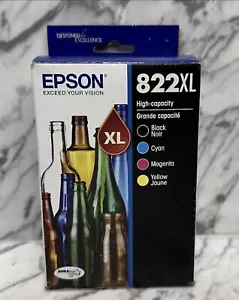 DESIGNED FOR
EXCELLENCE
EPSON
EXCEED YOUR VISION
822XL
High-capacity
Grande capacité
XL
Black
Noir
Cyan
Magenta
Yellow
Jaune
DURABrite